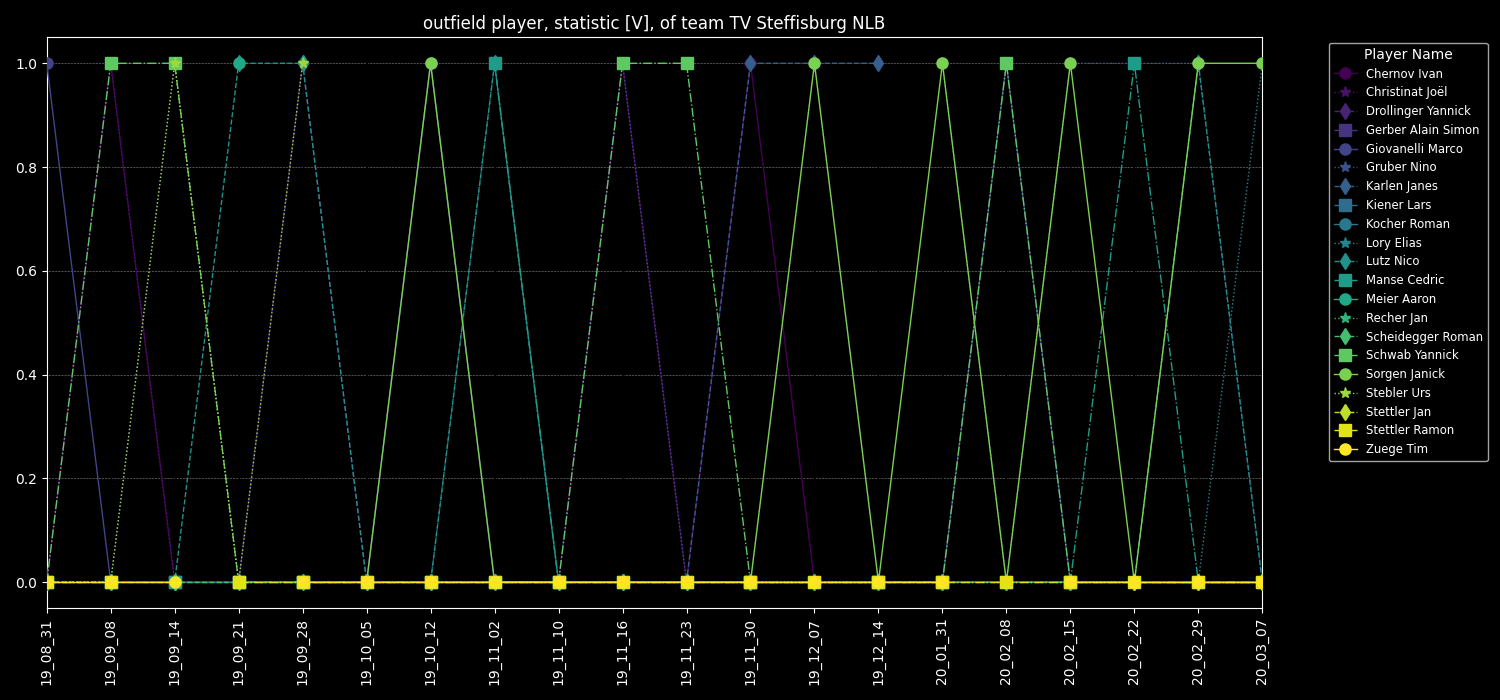 outfield player, statistic [V], of team TV Steffisburg NLB
1.0
0.8
0.6
0.4
0.2
0.0
19_08_31
19_09_08
19_09_14
19_09_21
19_09_28
19_10_05
19_10_12
19_11_02
19_11_10
19_11_16
19_11_23
19_11_30
19_12_07
19_12_14
20_01_31
20_02_08
20_02_15
20_02_22
20_02_29
20_03_07
Player Name
Chernov Ivan
Christinat Joël
Drollinger Yannick
Gerber Alain Simon
Giovanelli Marco
Gruber Nino
Karlen Janes
Kiener Lars
Kocher Roman
Lory Elias
Lutz Nico
Manse Cedric
Meier Aaron
Recher Jan
Scheidegger Roman
Schwab Yannick
Sorgen Janick
Stebler Urs
Stettler Jan
Stettler Ramon
Zuege Tim